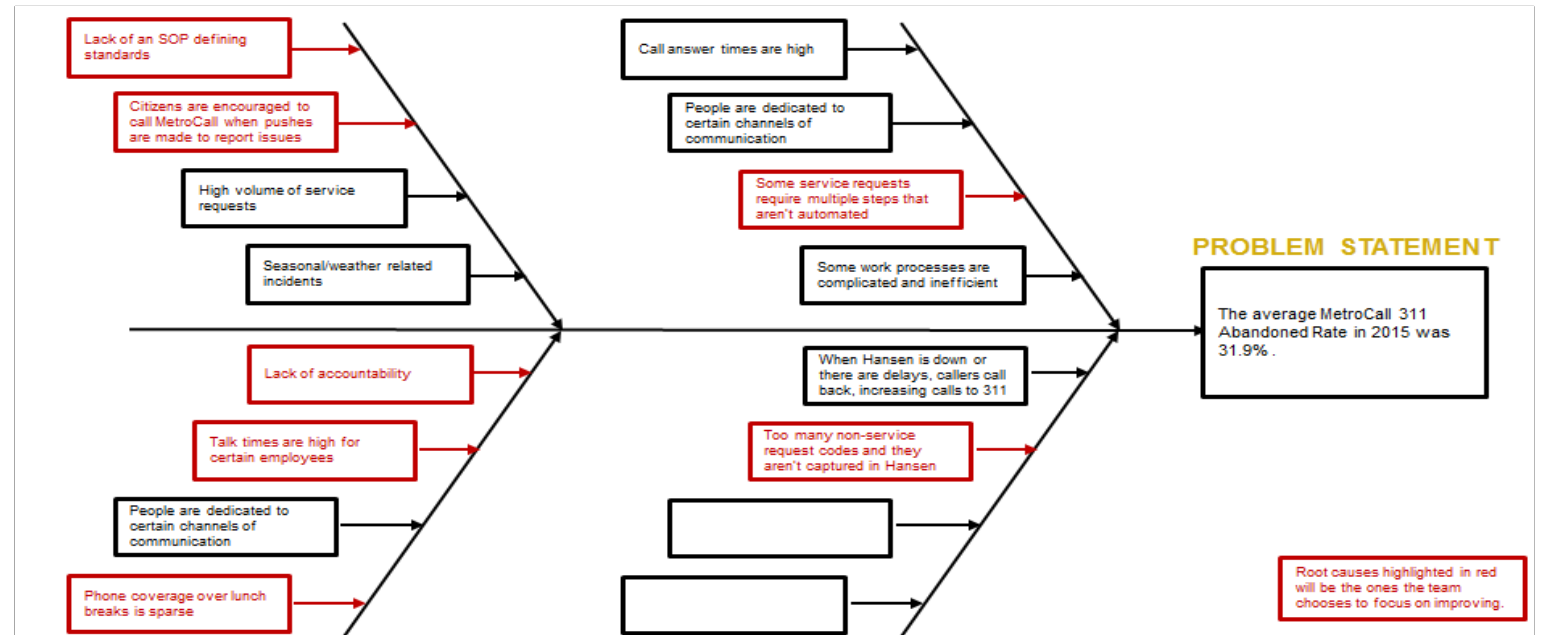 Lack of an SOP defining
standards
Citizens are encouraged to
call MetroCall when pushes
are made to report issues
High volume of service
requests
Seasonal/weather related
incidents
Call answer times are high
People are dedicated to
certain channels of
communication
Some service requests
require multiple steps that
aren't automated
Some work processes are
complicated and inefficient
PROBLEM STATEMENT
The average MetroCall 311
Abandoned Rate in 2015 was
31.9% .
Lack of accountability
Talk times are high for
certain employees
People are dedicated to
certain channels of
communication
Phone coverage over lunch
breaks is sparse
When Hansen is down or
there are delays, callers call
back, increasing calls to 311
Too many non-service
request codes and they
aren't captured in Hansen
Root causes highlighted in red
will be the ones the team
chooses to focus on improving.